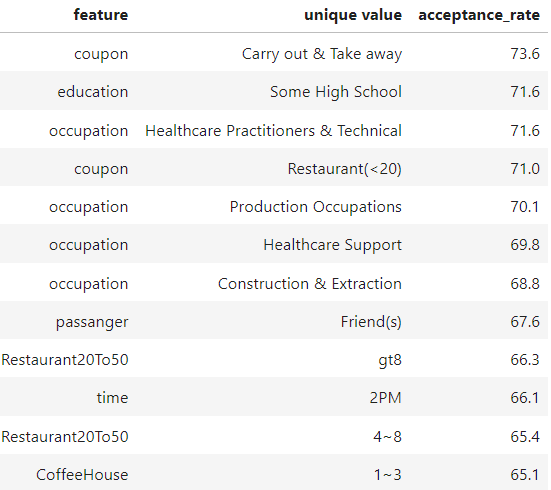 feature unique value acceptance_rate
coupon Carry out & Take away 73.6
education Some High School 71.6
occupation Healthcare Practitioners & Technical 71.6
coupon Restaurant(<20) 71.0
occupation Production Occupations 70.1
occupation Healthcare Support 69.8
occupation Construction & Extraction 68.8
passanger Friend(s) 67.6
Restaurant20To50 gt8 66.3
time 2PM 66.1
Restaurant20To50 4~8 65.4
CoffeeHouse 1~3 65.1